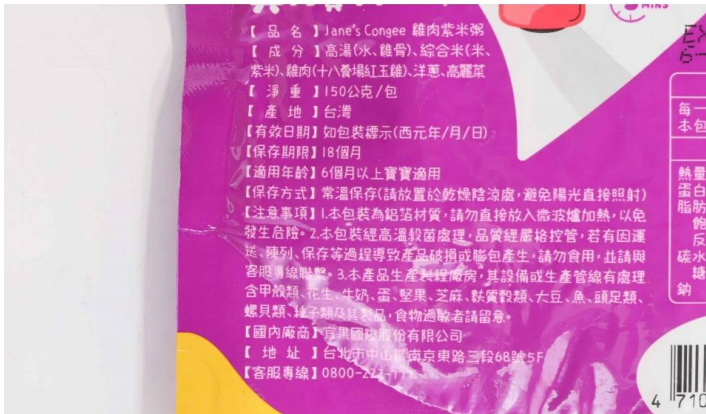 MINS
【品名】Jane's Congee 雞肉紫米粥
【成分】高湯(水、雞骨)、綜合米(米、
紫米)、雞肉(十八養場紅玉雞)、洋蔥、高麗菜
【淨重】150公克/包
【產地】台灣
【有效日期】如包裝標示(西元年/月/日)
【保存期限】18個月
【適用年齡】6個月以上寶寶適用
【保存方式】常溫保存(請放置於乾燥陰涼處,避免陽光直接照射)
【注意事項】1.本包裝為鋁箔材質,請勿直接放入微波爐加熱,以免
發生危險。2.本包裝經高溫殺菌處理,品質經嚴格控管,若有因運
送、陳列、保存等過程導致產品破損或膨包產生,請勿食用,並請與
客服專線聯繫。3.本產品生產製程廠房,其設備或生產管線有處理
含甲殼類、花生、牛奶、蛋、堅果、芝麻、麩質穀類、大豆、魚、頭足類、
螺貝類、種子類及其製品,食物過敏者請留意。
【國內廠商】宜果國際股份有限公司
【地址】台北市中山區南京東路三段68號5F
【客服專線】0800-223-
EX
每一
本包
熱量
蛋白
脂肪
飽
反
碳水
糖
鈉
4 710